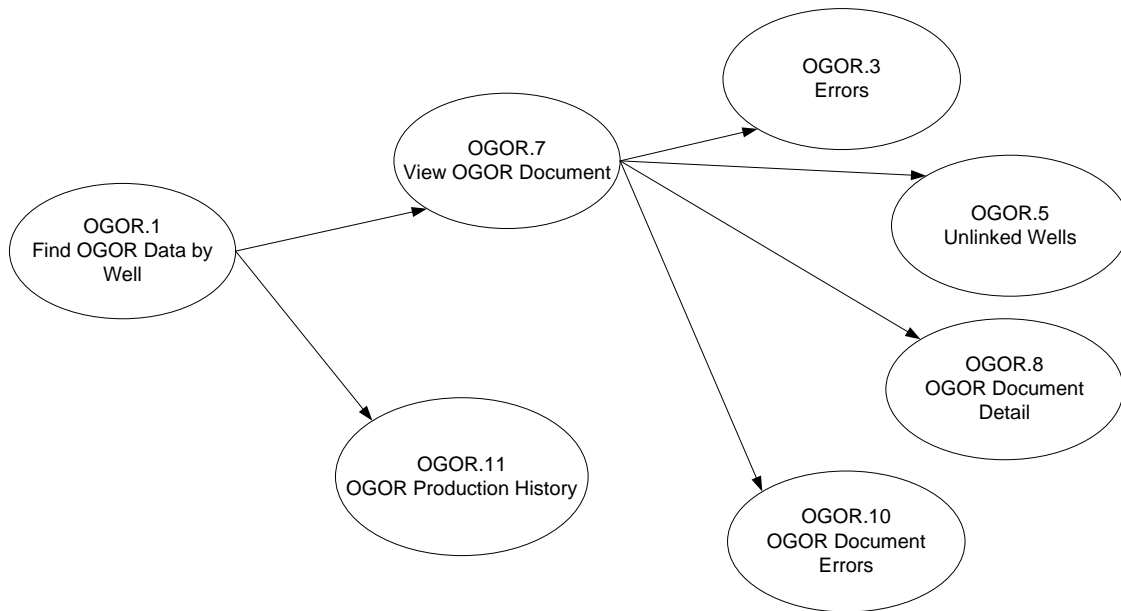 OGOR.3
Errors
OGOR.7
View OGOR Document
OGOR.5
Unlinked Wells
OGOR.1
Find OGOR Data by
Well
OGOR.8
OGOR Document
Detail
OGOR.11
OGOR Production History
OGOR.10
OGOR Document
Errors